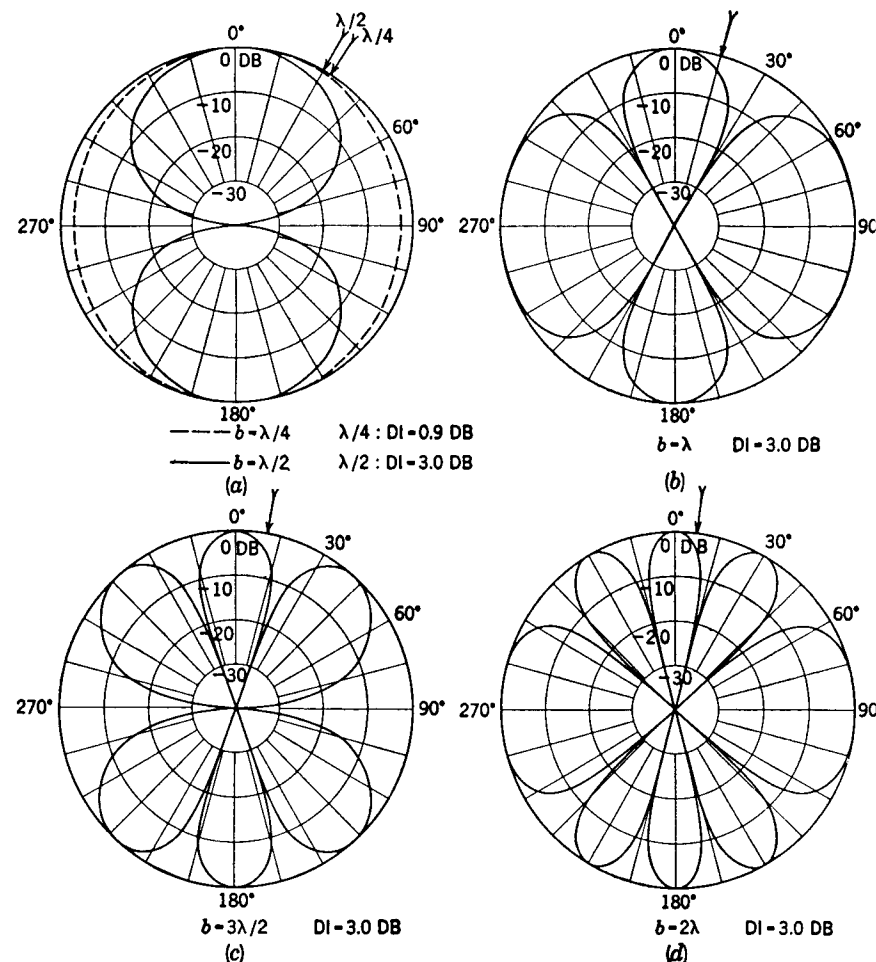 λ/2
0° λ/4
0 DB
-10
60°
-20
-30
270° 90°
180°
b=λ/4 λ/4 : DI=0.9 DB
b=λ/2 λ/2 : DI=3.0 DB
(a)
0°
0 DB 30°
-10
60°
-20
-30
270° 90
180°
b=λ DI=3.0 DB
(b)
0°
0 DB 30°
-10
60°
-20
-30
270° 90°
180°
b=3λ/2 DI=3.0 DB
(c)
0°
0 DB 30°
-10
60°
-20
-30
270° 90
180°
b=2λ DI=3.0 DB
(d)